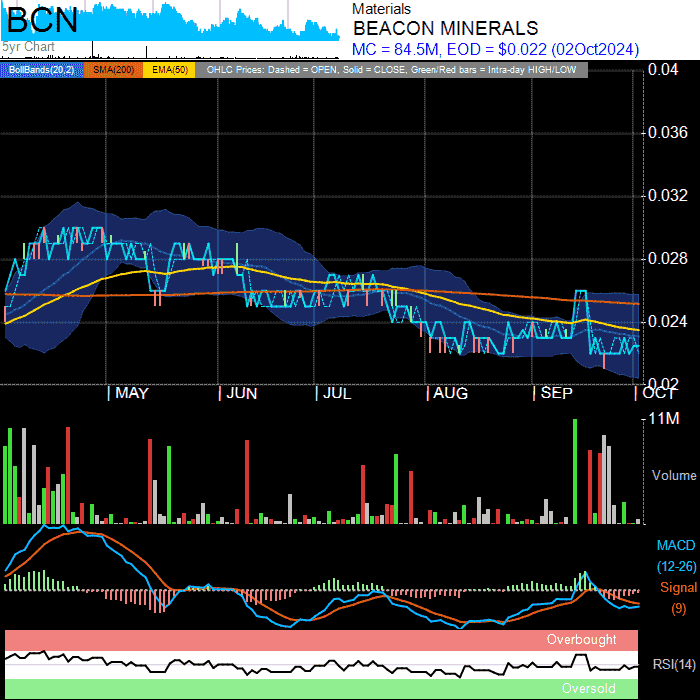 BCN
5yr Chart
Materials
BEACON MINERALS
MC = 84.5M, EOD = $0.022 (02Oct2024)
BollBands(20,2) SMA(200) EMA(50) OHLC Prices: Dashed = OPEN, Solid = CLOSE, Green/Red bars = Intra-day HIGH/LOW
0.04
0.036
0.032
0.028
0.024
0.02
MAY JUN JUL AUG SEP OCT
11M
Volume
MACD
(12-26)
Signal
(9)
Overbought
RSI(14)
Oversold